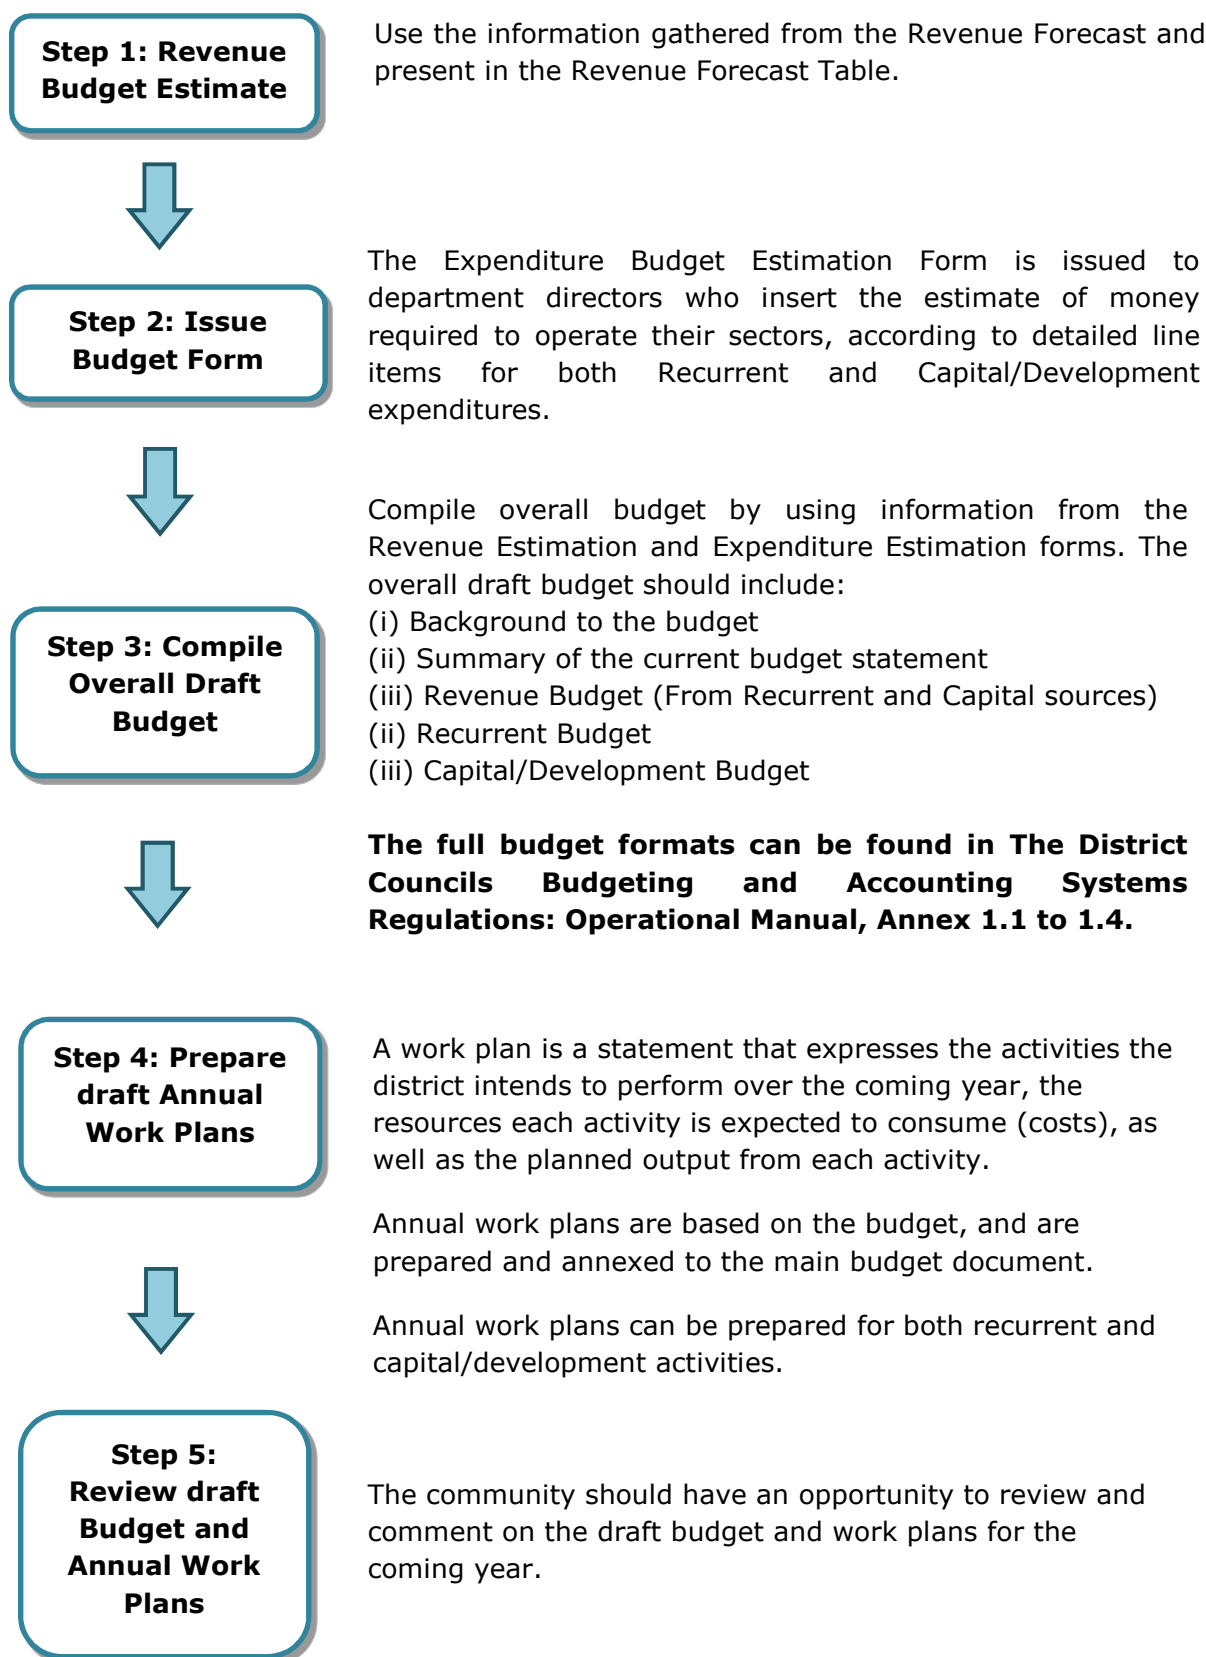 Step 1: Revenue
Budget Estimate
Use the information gathered from the Revenue Forecast and
present in the Revenue Forecast Table.
Step 2: Issue
Budget Form
The Expenditure Budget Estimation Form is issued to
department directors who insert the estimate of money
required to operate their sectors, according to detailed line
items for both Recurrent and Capital/Development
expenditures.
Step 3: Compile
Overall Draft
Budget
Compile overall budget by using information from the
Revenue Estimation and Expenditure Estimation forms. The
overall draft budget should include:
(i) Background to the budget
(ii) Summary of the current budget statement
(iii) Revenue Budget (From Recurrent and Capital sources)
(ii) Recurrent Budget
(iii) Capital/Development Budget
The full budget formats can be found in The District
Councils Budgeting and Accounting Systems
Regulations: Operational Manual, Annex 1.1 to 1.4.
Step 4: Prepare
draft Annual
Work Plans
A work plan is a statement that expresses the activities the
district intends to perform over the coming year, the
resources each activity is expected to consume (costs), as
well as the planned output from each activity.
Annual work plans are based on the budget, and are
prepared and annexed to the main budget document.
Annual work plans can be prepared for both recurrent and
capital/development activities.
Step 5:
Review draft
Budget and
Annual Work
Plans
The community should have an opportunity to review and
comment on the draft budget and work plans for the
coming year.